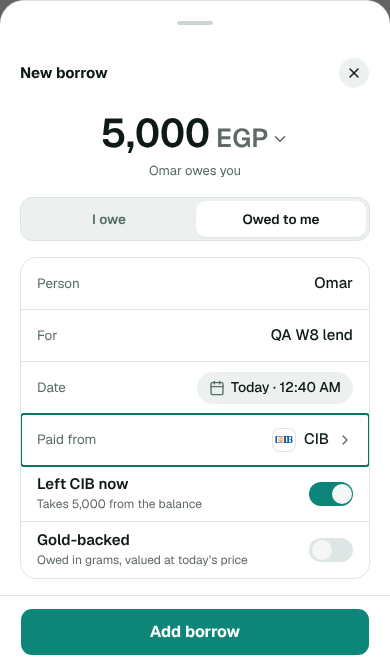 New borrow
5,000 EGP
Omar owes you
I owe
Owed to me
Person Omar
For QA W8 lend
Date Today · 12:40 AM
Paid from CIB CIB
Left CIB now
Takes 5,000 from the balance
Gold-backed
Owed in grams, valued at today's price
Add borrow